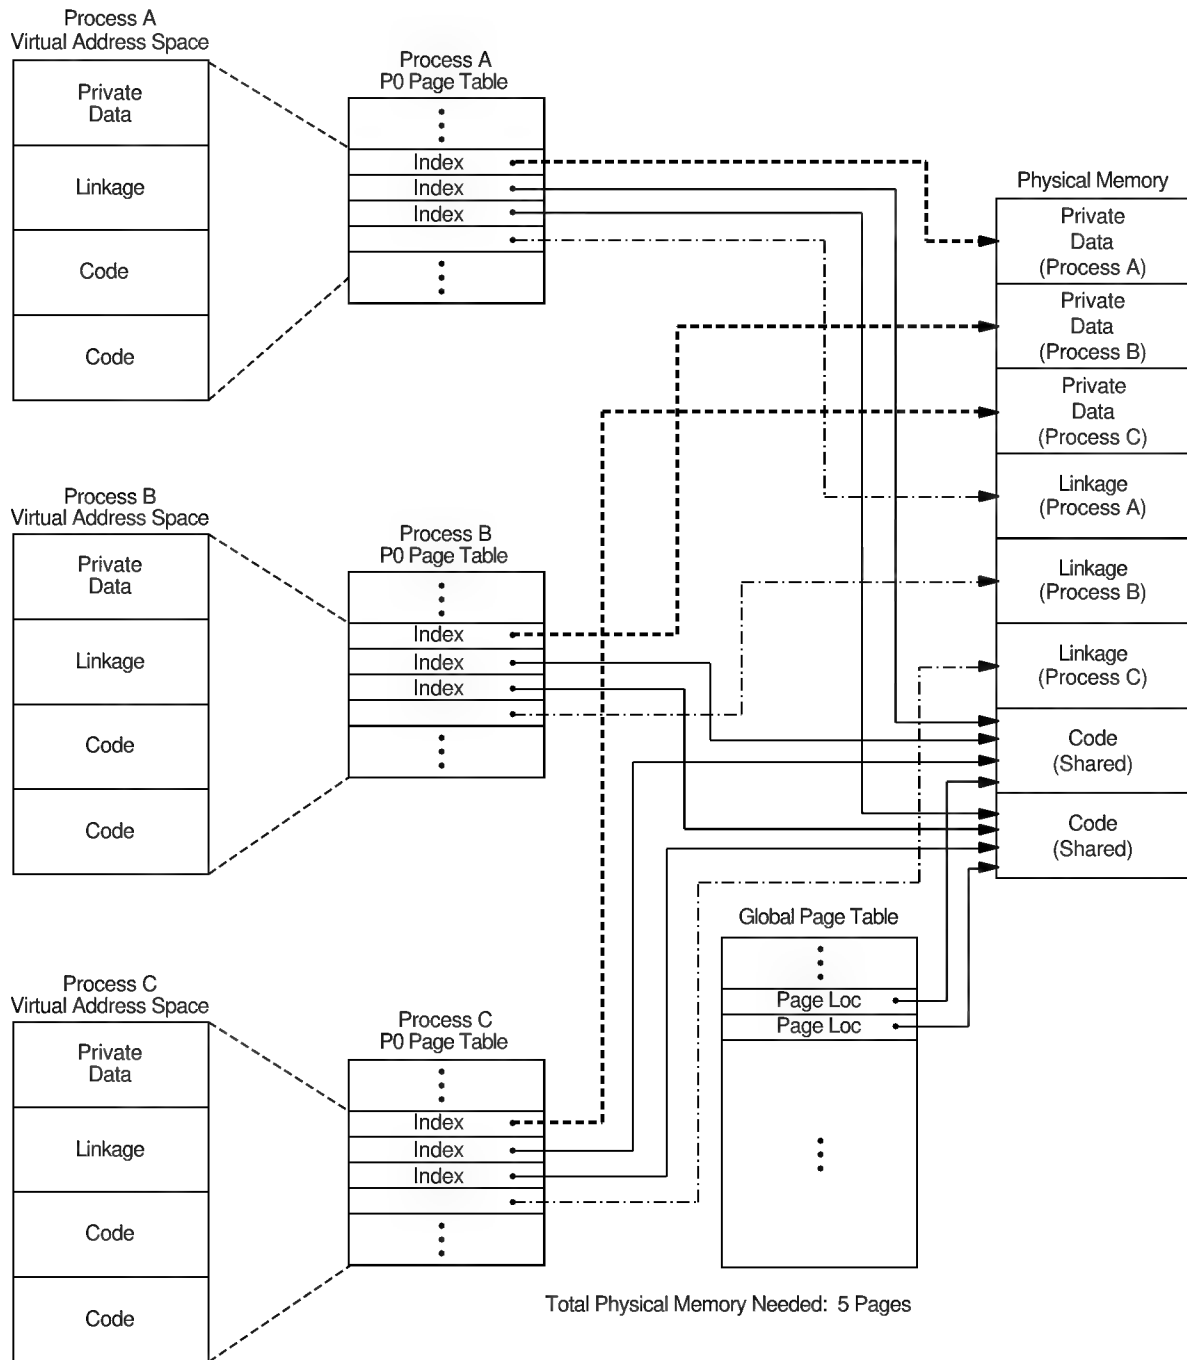 Process A
Virtual Address Space
Private
Data
Linkage
Code
Code
Process A
P0 Page Table
Index
Index
Index
Physical Memory
Private
Data
(Process A)
Private
Data
(Process B)
Private
Data
(Process C)
Linkage
(Process A)
Linkage
(Process B)
Linkage
(Process C)
Code
(Shared)
Code
(Shared)
Process B
Virtual Address Space
Private
Data
Linkage
Code
Code
Process B
P0 Page Table
Index
Index
Index
Process C
Virtual Address Space
Private
Data
Linkage
Code
Code
Process C
P0 Page Table
Index
Index
Index
Global Page Table
Page Loc
Page Loc
Total Physical Memory Needed: 5 Pages